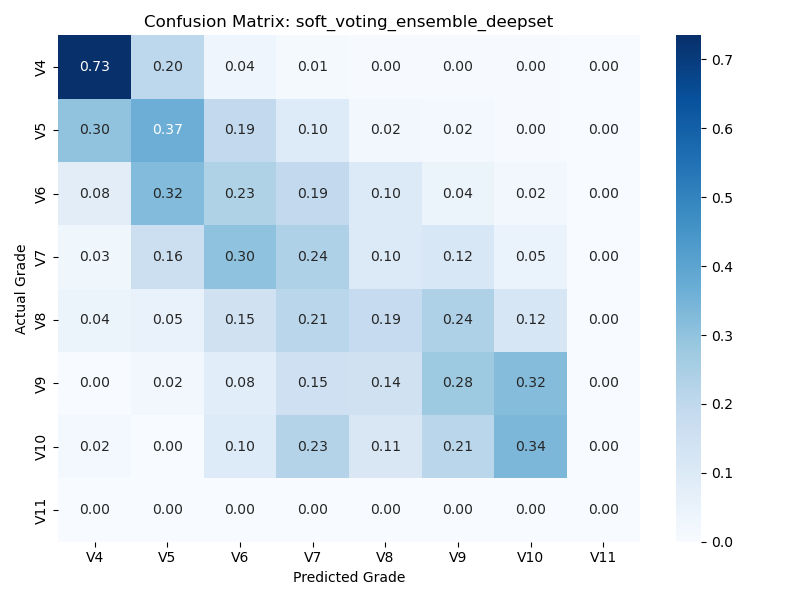 Confusion Matrix: soft_voting_ensemble_deepset
V4 0.73 0.20 0.04 0.01 0.00 0.00 0.00 0.00
V5 0.30 0.37 0.19 0.10 0.02 0.02 0.00 0.00
V6 0.08 0.32 0.23 0.19 0.10 0.04 0.02 0.00
V7 0.03 0.16 0.30 0.24 0.10 0.12 0.05 0.00
V8 0.04 0.05 0.15 0.21 0.19 0.24 0.12 0.00
V9 0.00 0.02 0.08 0.15 0.14 0.28 0.32 0.00
V10 0.02 0.00 0.10 0.23 0.11 0.21 0.34 0.00
V11 0.00 0.00 0.00 0.00 0.00 0.00 0.00 0.00
V4 V5 V6 V7 V8 V9 V10 V11
Predicted Grade
Actual Grade
0.7
0.6
0.5
0.4
0.3
0.2
0.1
0.0